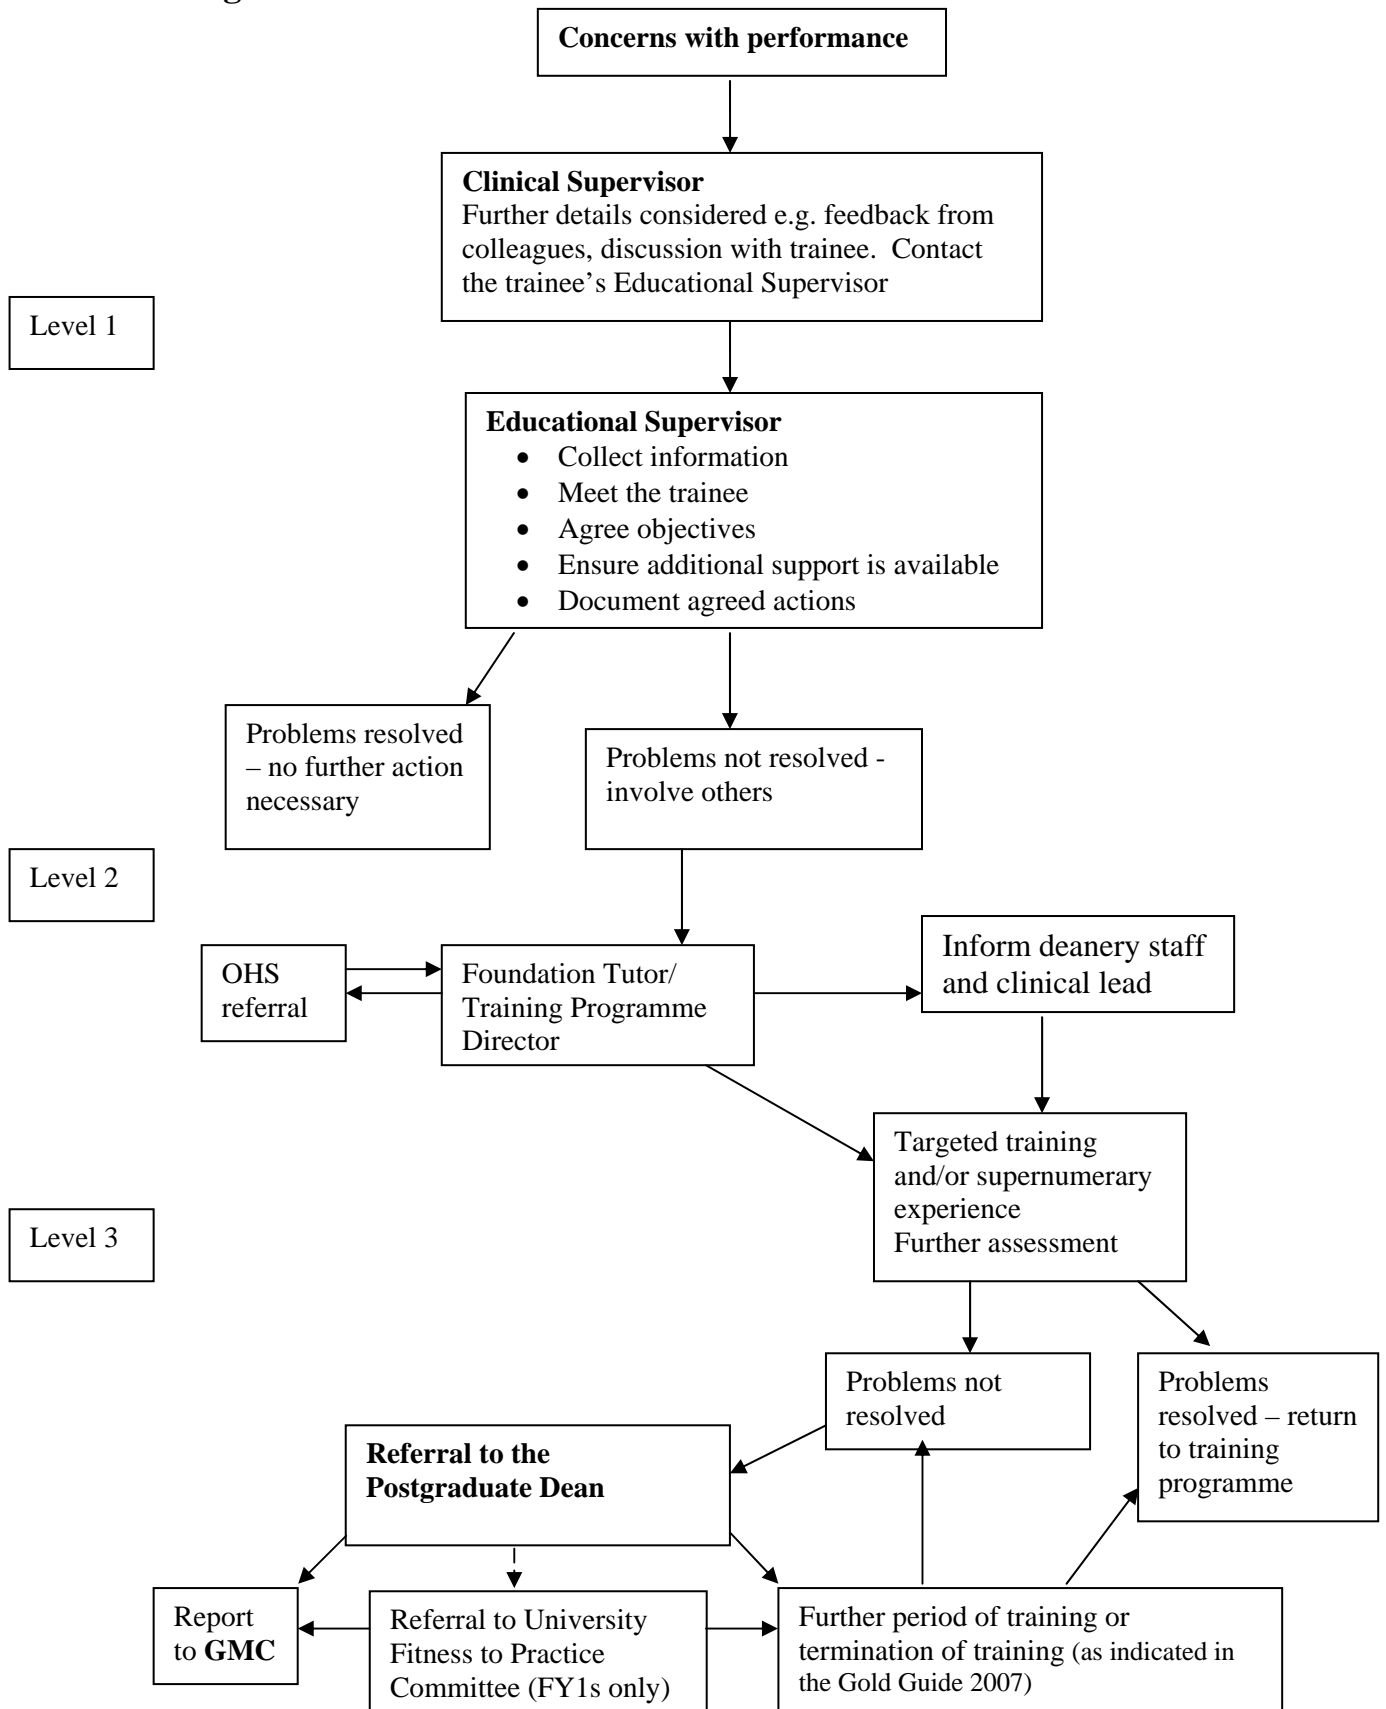 Concerns with performance
Clinical Supervisor
Further details considered e.g. feedback from
colleagues, discussion with trainee.  Contact
the trainee’s Educational Supervisor
Level 1
Educational Supervisor
• Collect information
• Meet the trainee
• Agree objectives
• Ensure additional support is available
• Document agreed actions
Problems resolved
– no further action
necessary
Problems not resolved -
involve others
Level 2
OHS
referral
Foundation Tutor/
Training Programme
Director
Inform deanery staff
and clinical lead
Targeted training
and/or supernumerary
experience
Further assessment
Level 3
Problems not
resolved
Problems
resolved – return
to training
programme
Referral to the
Postgraduate Dean
Report
to GMC
Referral to University
Fitness to Practice
Committee (FY1s only)
Further period of training or
termination of training (as indicated in
the Gold Guide 2007)